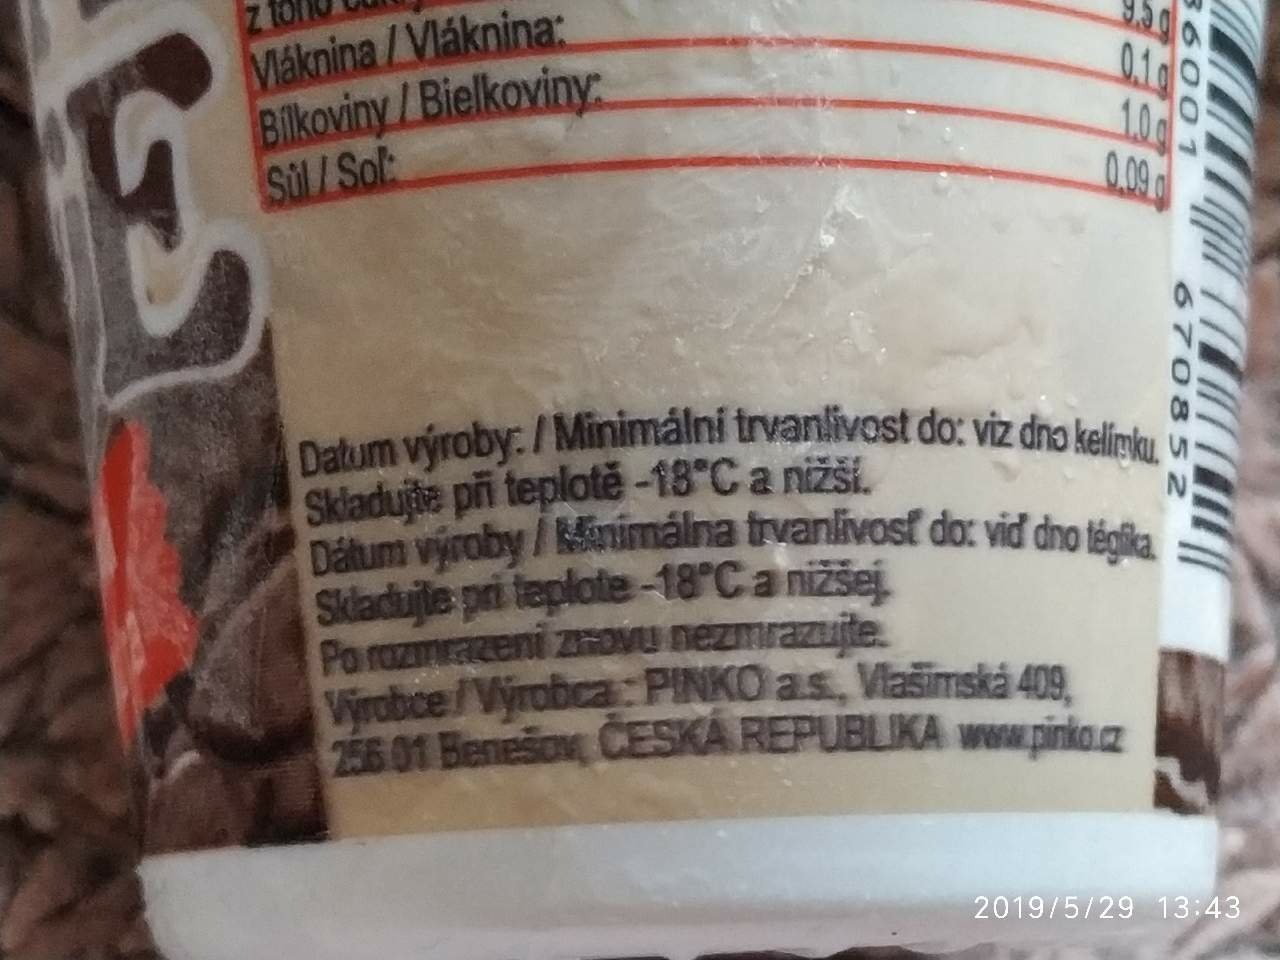 z toho cukry 9,5 g
Vláknina / Vláknina: 0,1 g
Bílkoviny / Bielkoviny: 1,0 g
Sůl / Soľ: 0,09 g
Datum výroby: / Minimální trvanlivost do: viz dno kelímku.
Skladujte při teplotě -18°C a nižší.
Dátum výroby / Minimálna trvanlivosť do: viď dno téglika.
Skladujte pri teplote -18°C a nižšej.
Po rozmrazení znovu nezmrazujte.
Výrobce / Výrobca : PINKO a.s., Vlašimská 409,
256 01 Benešov, ČESKÁ REPUBLIKA www.pinko.cz
36001 670852
2019/5/29 13:43